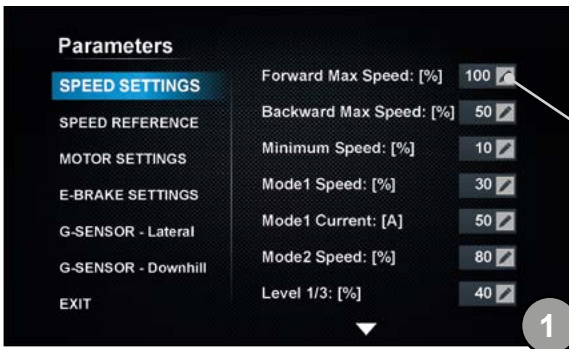 Parameters
SPEED SETTINGS
SPEED REFERENCE
MOTOR SETTINGS
E-BRAKE SETTINGS
G-SENSOR - Lateral
G-SENSOR - Downhill
EXIT
Forward Max Speed: [%] 100
Backward Max Speed: [%] 50
Minimum Speed: [%] 10
Mode1 Speed: [%] 30
Mode1 Current: [A] 50
Mode2 Speed: [%] 80
Level 1/3: [%] 40
1